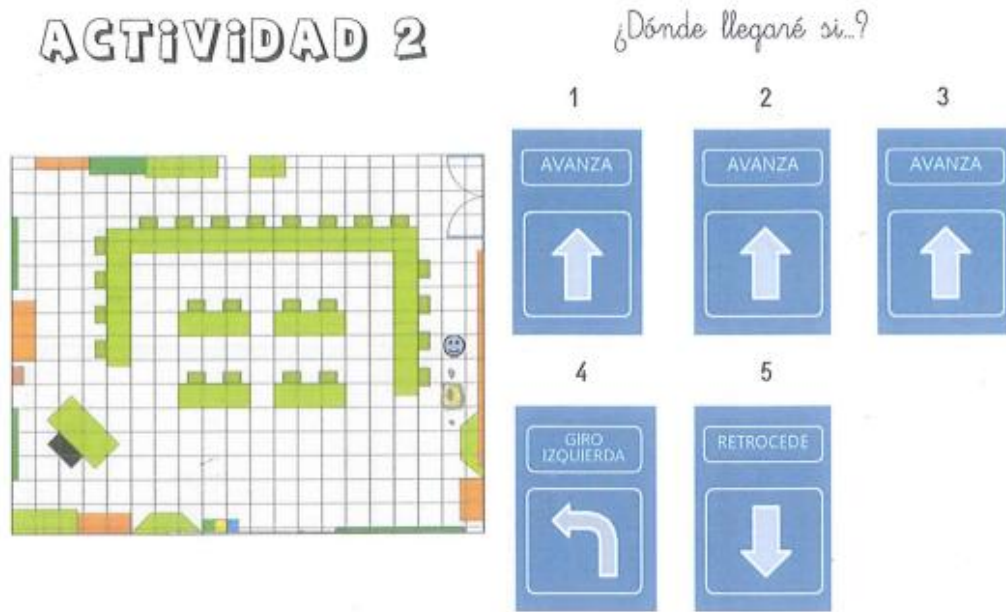 ACTIVIDAD 2
¿Dónde llegaré si...?
1 2 3
AVANZA AVANZA AVANZA
4 5
GIRO
IZQUIERDA
RETROCEDE